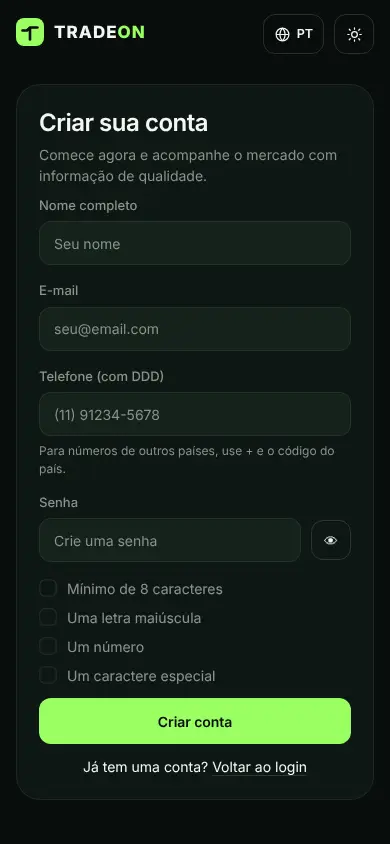 TRADEON
PT
Criar sua conta
Comece agora e acompanhe o mercado com
informação de qualidade.
Nome completo
Seu nome
E-mail
seu@email.com
Telefone (com DDD)
(11) 91234-5678
Para números de outros países, use + e o código do
país.
Senha
Crie uma senha
Mínimo de 8 caracteres
Uma letra maiúscula
Um número
Um caractere especial
Criar conta
Já tem uma conta? Voltar ao login